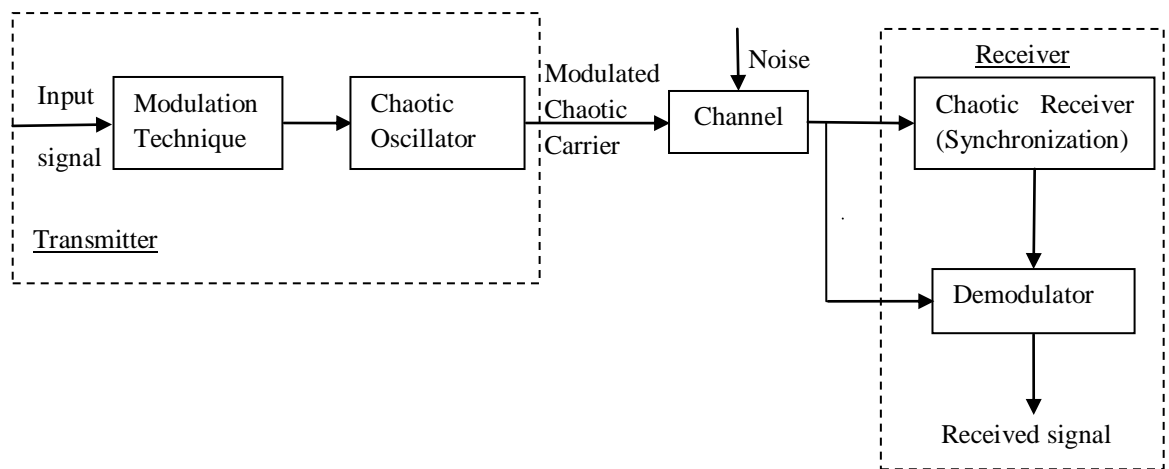 Input
signal
Modulation
Technique
Chaotic
Oscillator
Transmitter
Modulated
Chaotic
Carrier
Noise
Channel
Receiver
Chaotic Receiver
(Synchronization)
Demodulator
Received signal